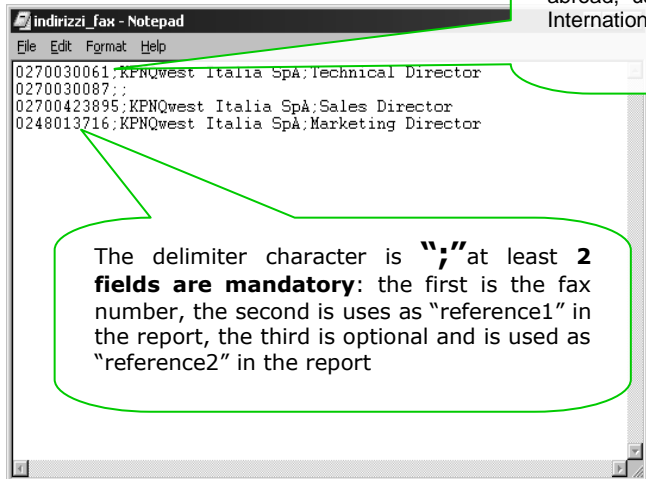 abroad, 
Internation
indirizzi_fax - Notepad
File Edit Format Help
0270030061;KPNQwest Italia SpA;Technical Director
0270030087;;
02700423895;KPNQwest Italia SpA;Sales Director
0248013716;KPNQwest Italia SpA;Marketing Director
The delimiter character is “;”at least 2
fields are mandatory: the first is the fax
number, the second is uses as “reference1” in
the report, the third is optional and is used as
“reference2” in the report